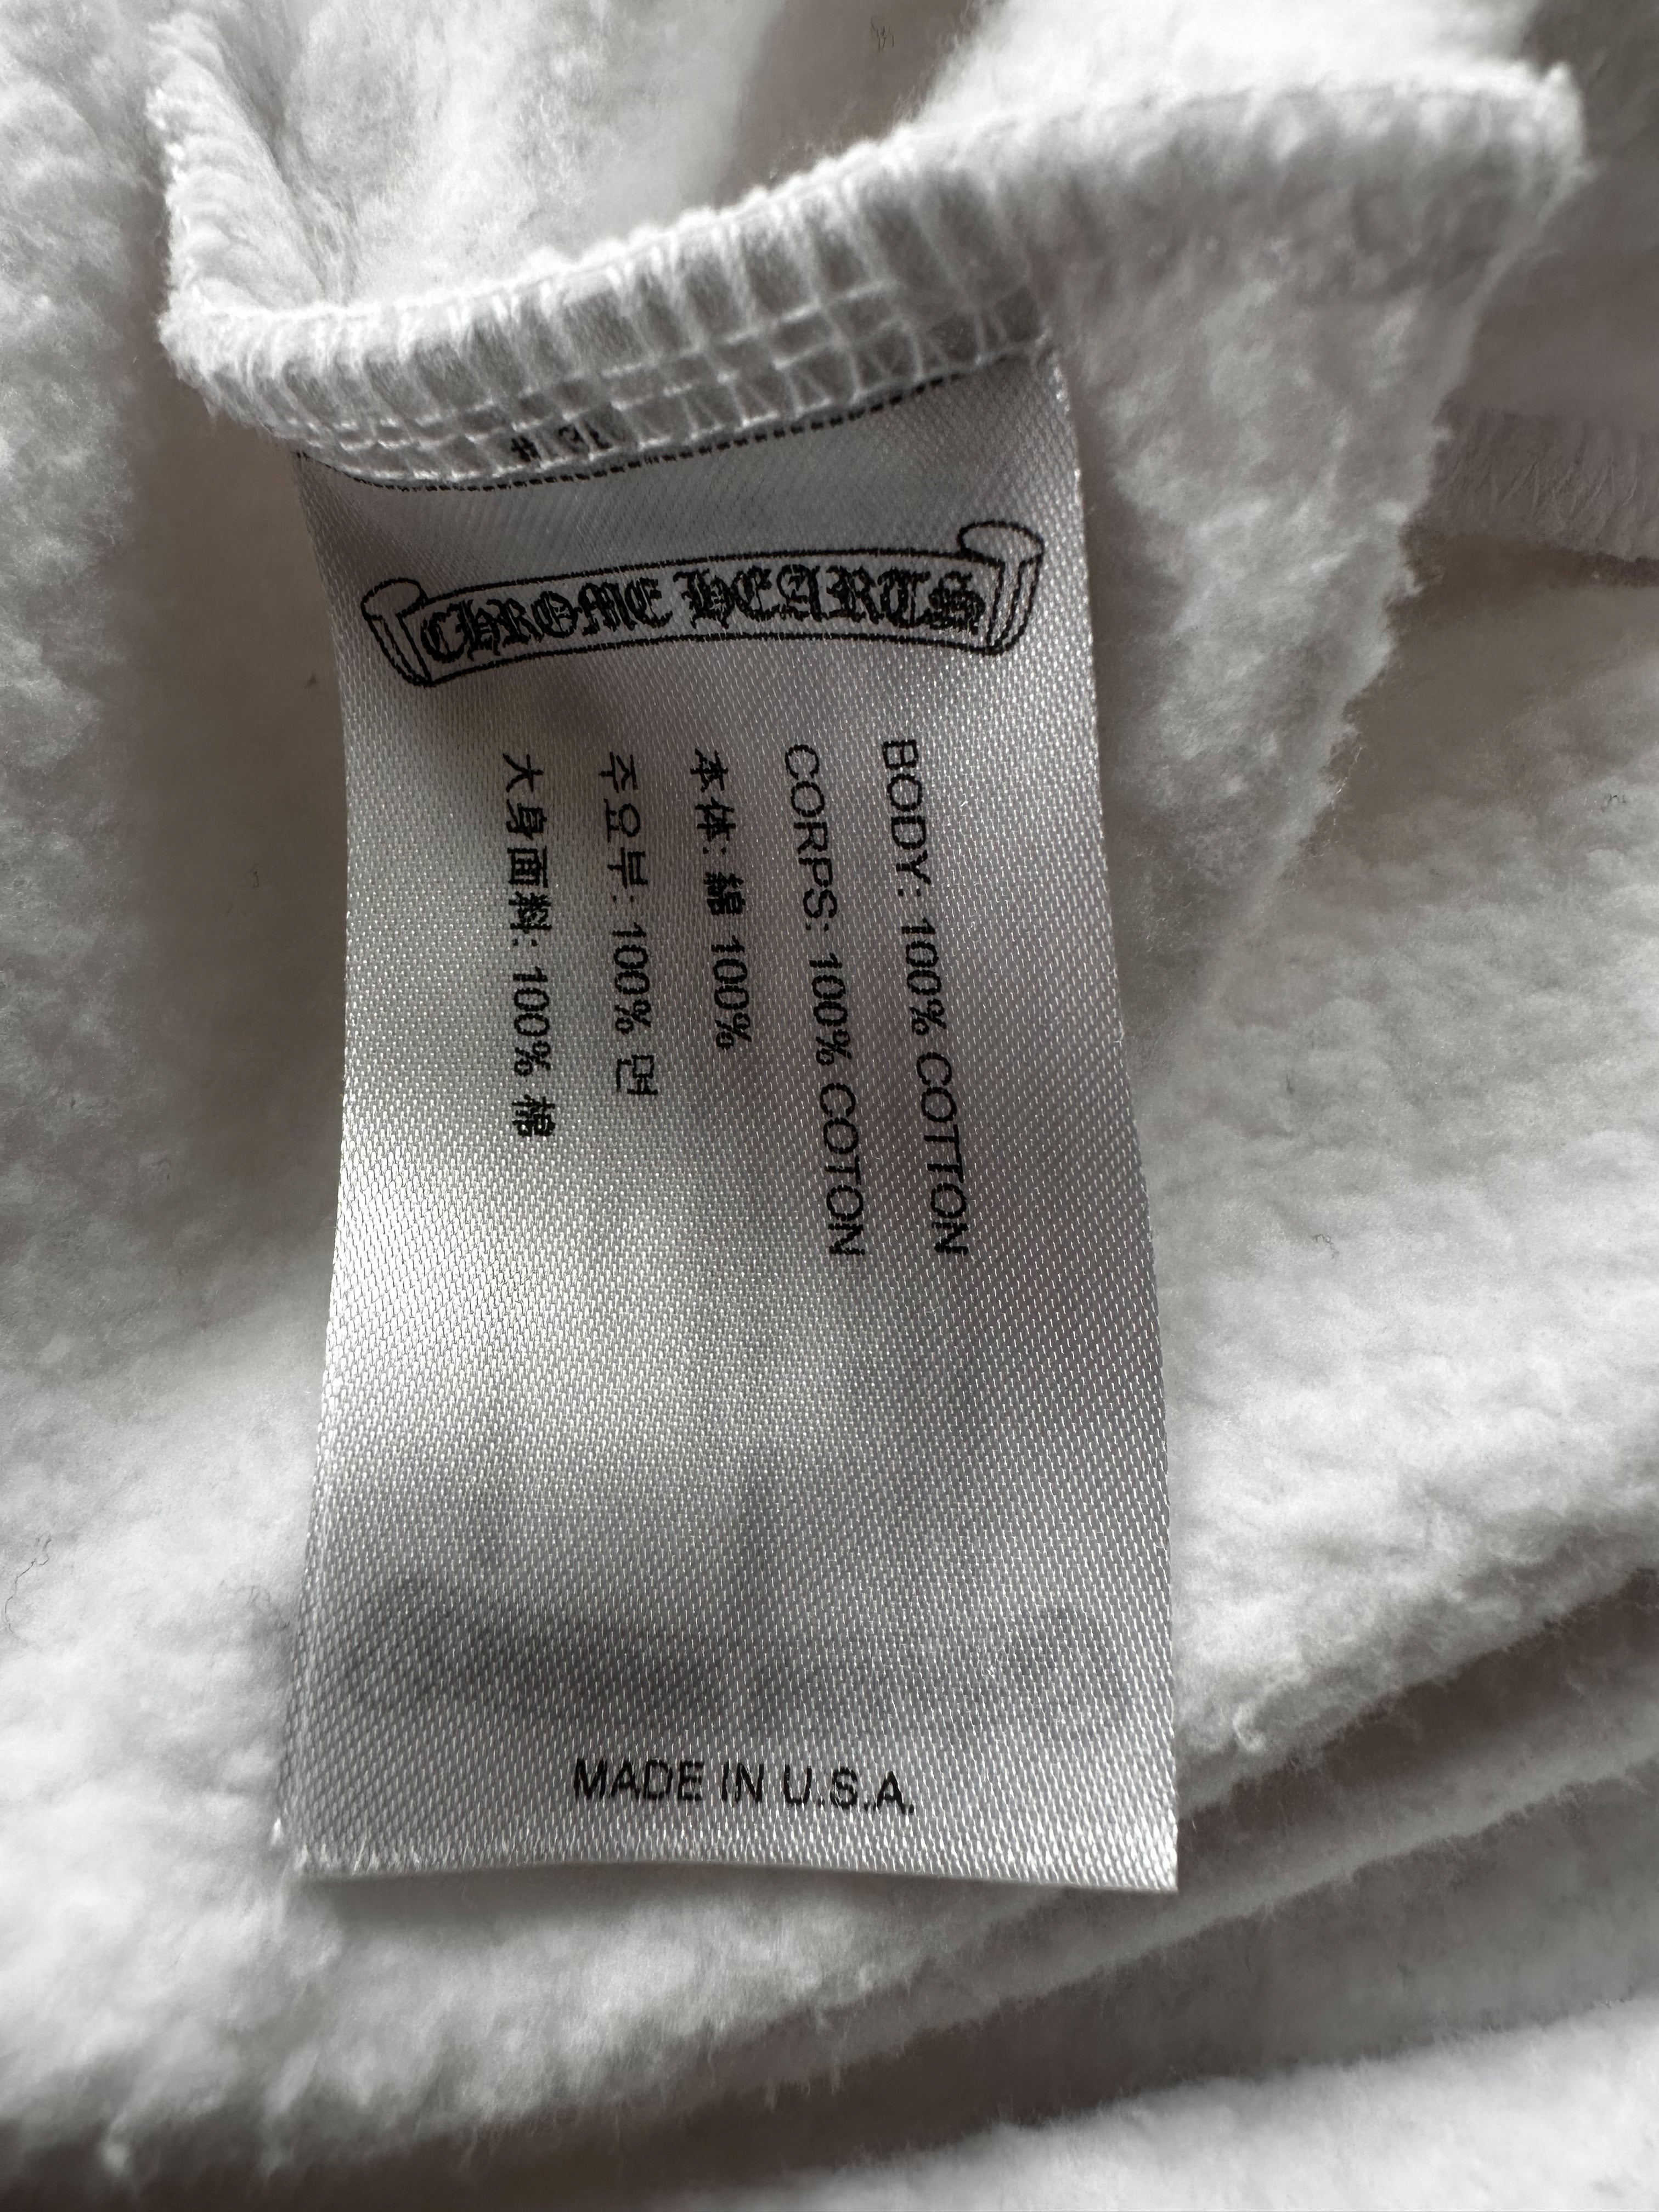 CHROME HEARTS
BODY: 100% COTTON
CORPS: 100% COTON
本体: 綿 100%
주요부: 100% 면
大身面料: 100% 棉
MADE IN U.S.A.